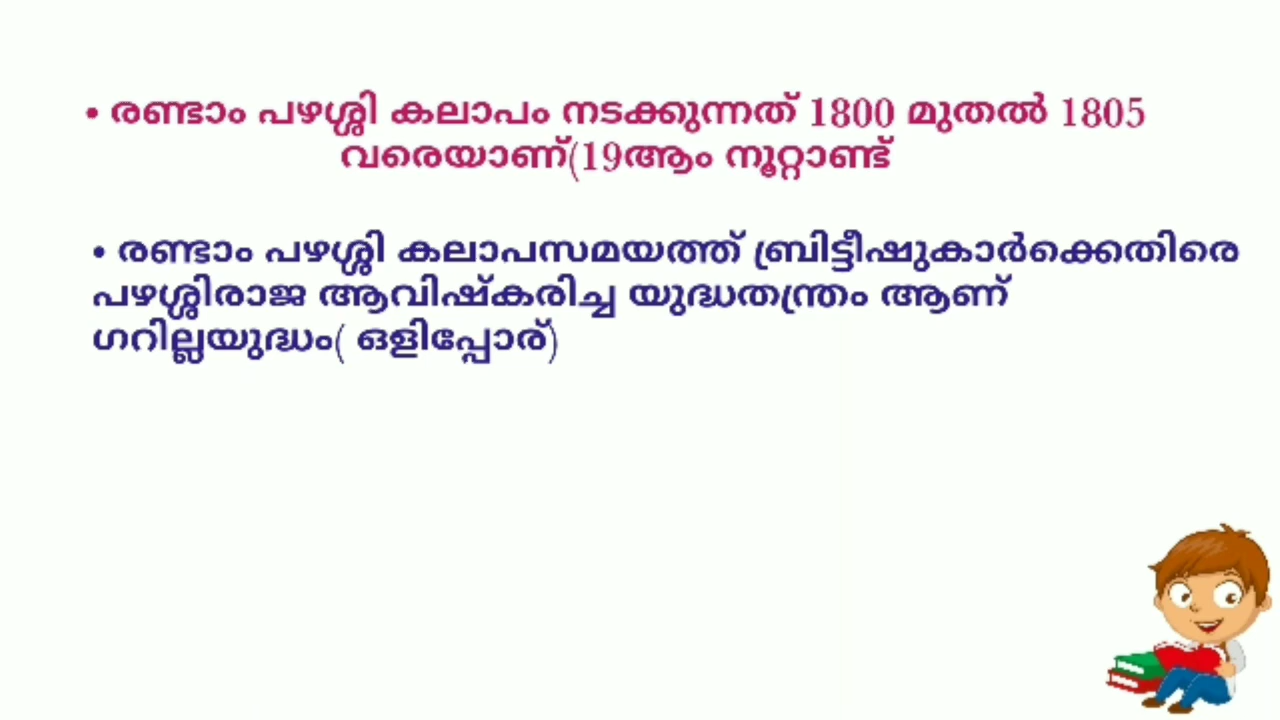 • രണ്ടാം പഴശ്ശി കലാപം നടക്കുന്നത് 1800 മുതൽ 1805
വരെയാണ്(19ആം നൂറ്റാണ്ട്
• രണ്ടാം പഴശ്ശി കലാപസമയത്ത് ബ്രിട്ടീഷുകാർക്കെതിരെ
പഴശ്ശിരാജ ആവിഷ്കരിച്ച യുദ്ധതന്ത്രം ആണ്
ഗറില്ലയുദ്ധം( ഒളിപ്പോര്)